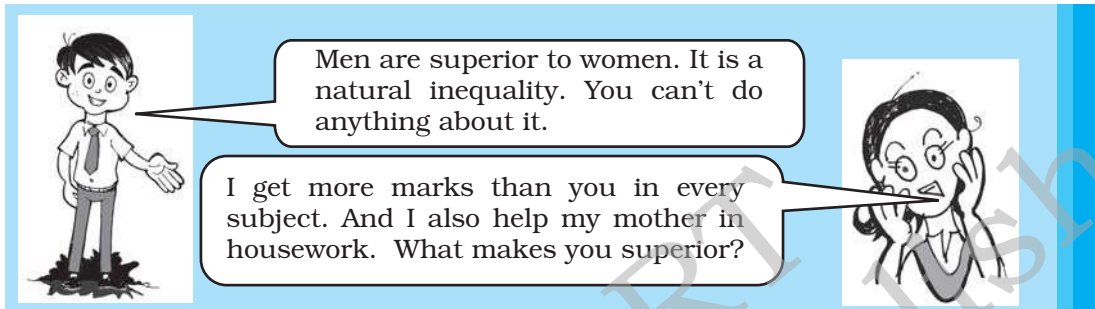 Men are superior to women. It is a
natural inequality. You can't do
anything about it.
I get more marks than you in every
subject. And I also help my mother in
housework. What makes you superior?